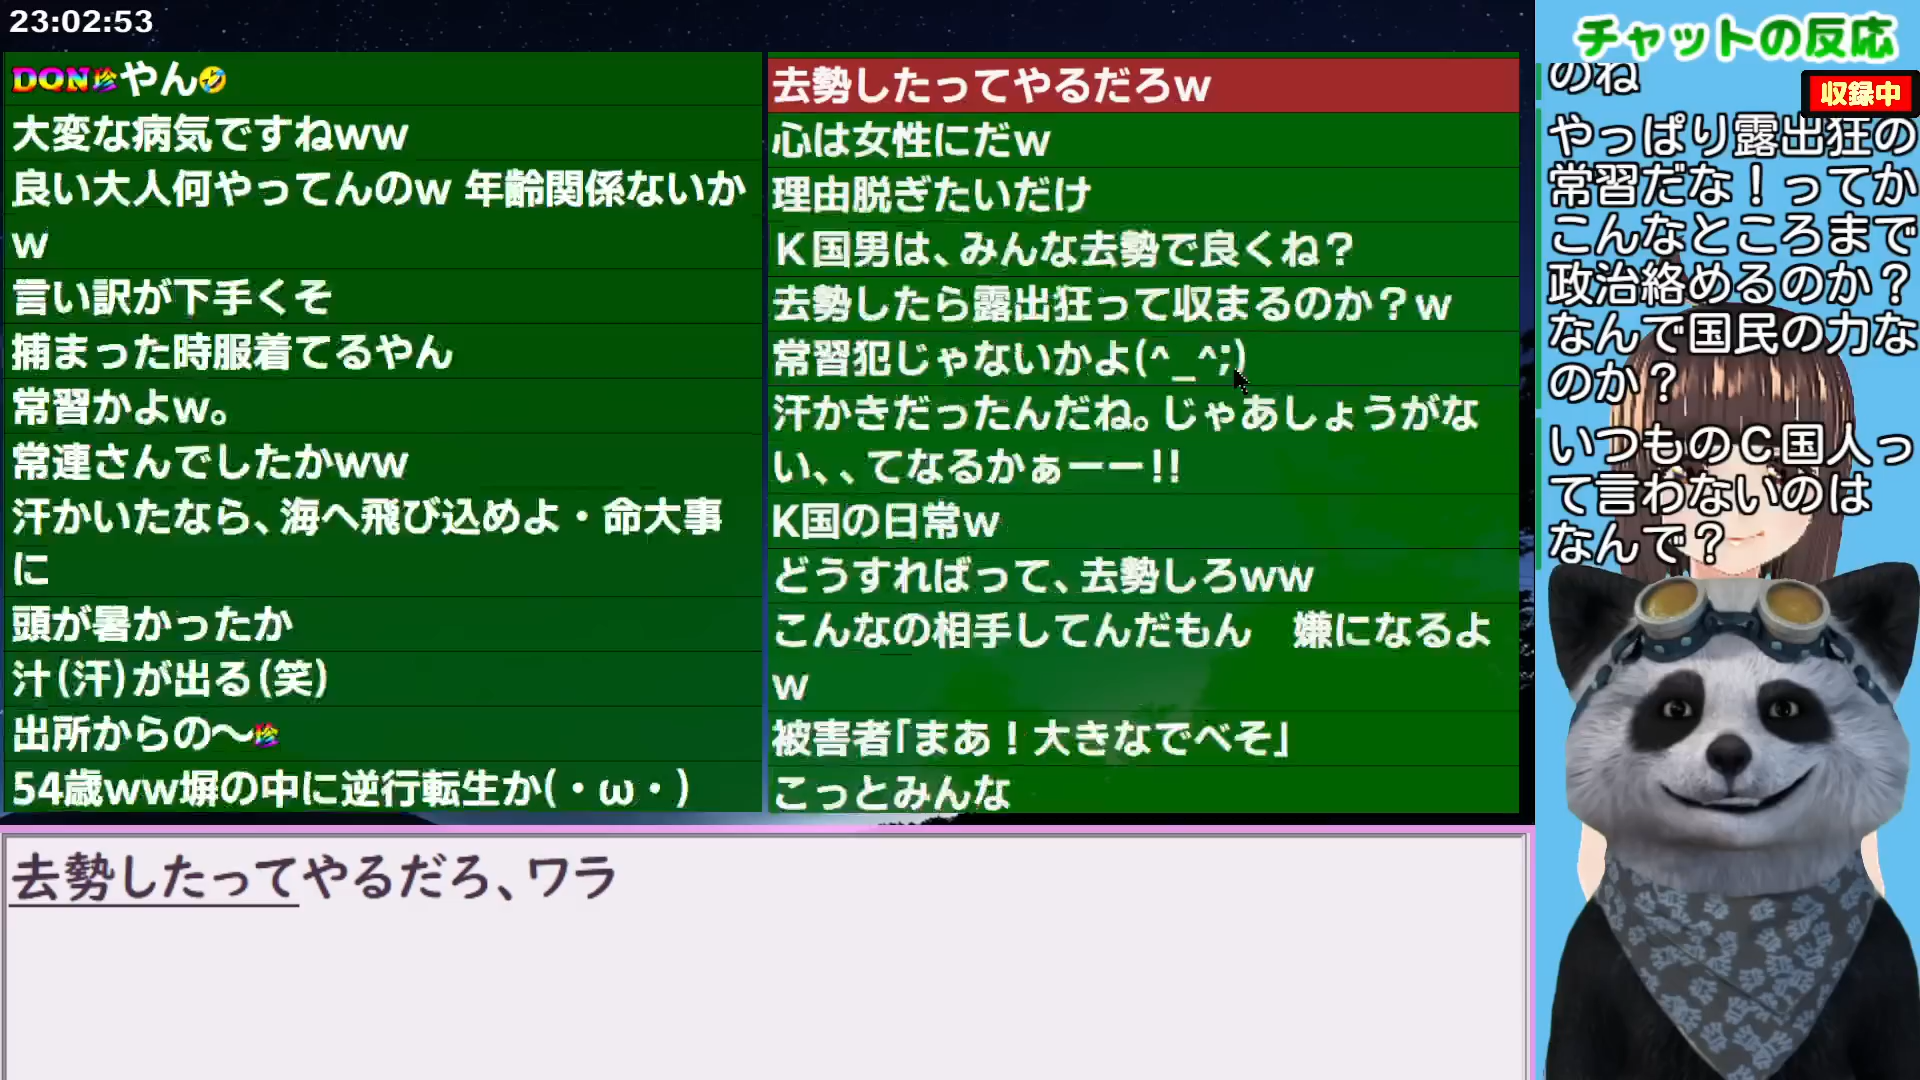 23:02:53
DQN珍やん🤣
大変な病気ですねww
良い大人何やってんのw 年齢関係ないか
w
言い訳が下手くそ
捕まった時服着てるやん
常習かよw。
常連さんでしたかww
汗かいたなら、海へ飛び込めよ・命大事
に
頭が暑かったか
汁(汗)が出る(笑)
出所からの〜珍
54歳ww塀の中に逆行転生か(・ω・)
去勢したってやるだろw
心は女性にだw
理由脱ぎたいだけ
K国男は、みんな去勢で良くね？
去勢したら露出狂って収まるのか？w
常習犯じゃないかよ(^_^;)
汗かきだったんだね。じゃあしょうがな
い、、てなるかぁーー!!
K国の日常w
どうすればって、去勢しろww
こんなの相手してんだもん　嫌になるよ
w
被害者「まあ！大きなでべそ」
こっとみんな
去勢したってやるだろ、ワラ
チャットの反応
収録中
のね
やっぱり露出狂の
常習だな！ってか
こんなところまで
政治絡めるのか？
なんで国民の力な
のか？
いつものC国人っ
て言わないのは
なんで？